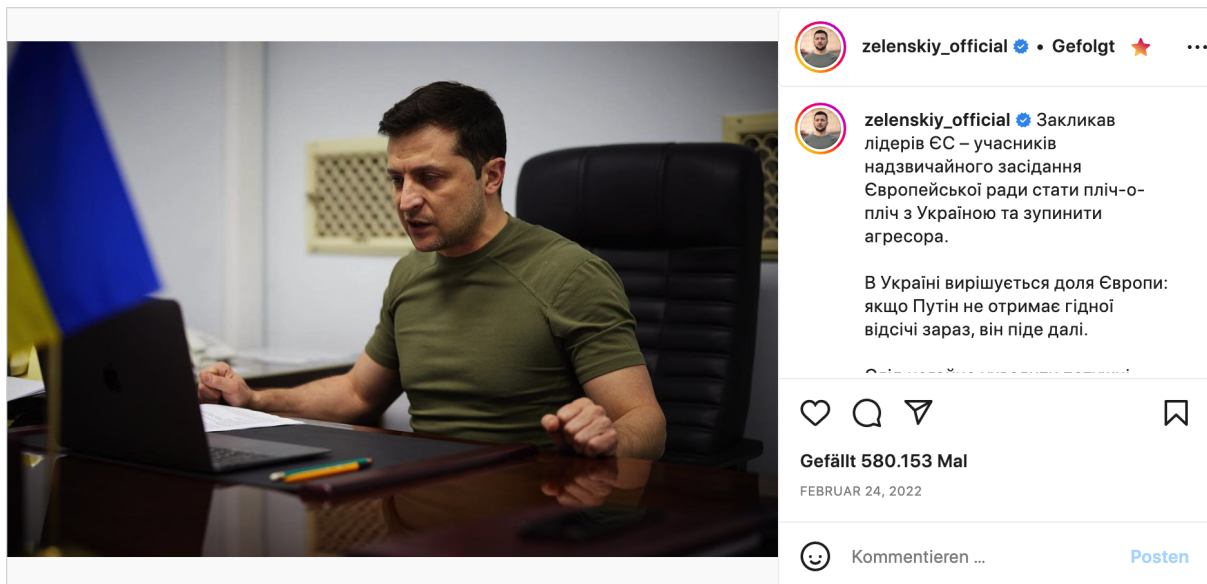 zelenskiy_official • Gefolgt
zelenskiy_official Закликав
лідерів ЄС – учасників
надзвичайного засідання
Європейської ради стати пліч-о-
пліч з Україною та зупинити
агресора.
В Україні вирішується доля Європи:
якщо Путін не отримає гідної
відсічі зараз, він піде далі.
Gefällt 580.153 Mal
FEBRUAR 24, 2022
Kommentieren ...
Posten